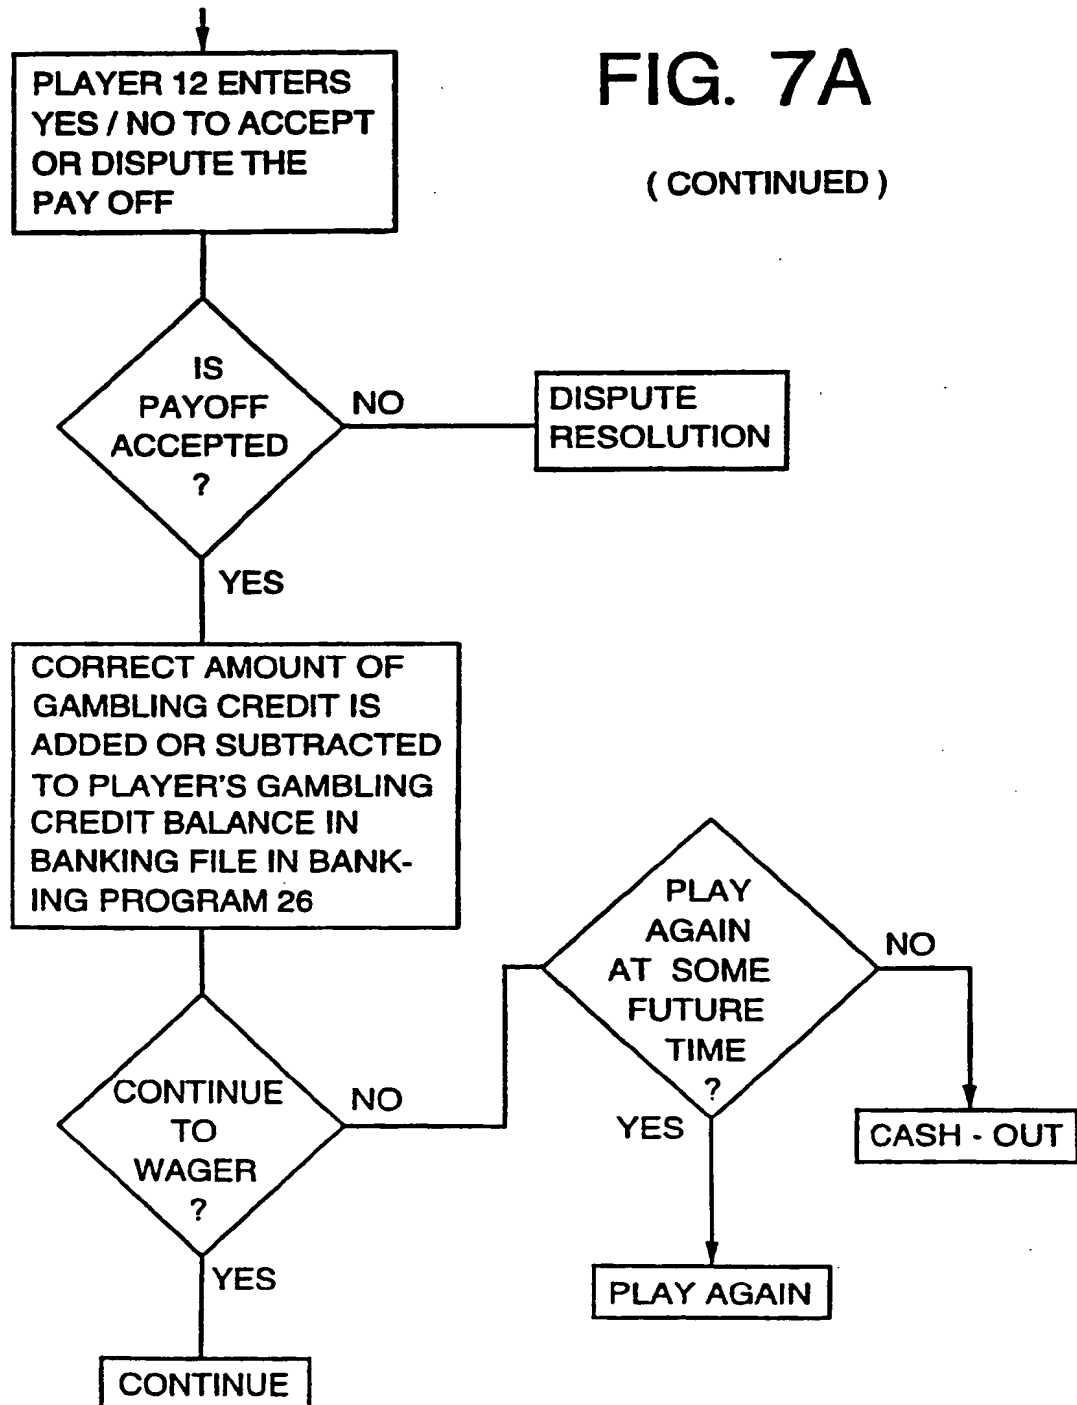 FIG. 7A
( CONTINUED )
PLAYER 12 ENTERS
YES / NO TO ACCEPT
OR DISPUTE THE
PAY OFF
IS
PAYOFF
ACCEPTED
?
NO
DISPUTE
RESOLUTION
YES
CORRECT AMOUNT OF
GAMBLING CREDIT IS
ADDED OR SUBTRACTED
TO PLAYER'S GAMBLING
CREDIT BALANCE IN
BANKING FILE IN BANK-
ING PROGRAM 26
CONTINUE
TO
WAGER
?
NO
PLAY
AGAIN
AT SOME
FUTURE
TIME
?
NO
CASH - OUT
YES
PLAY AGAIN
YES
CONTINUE